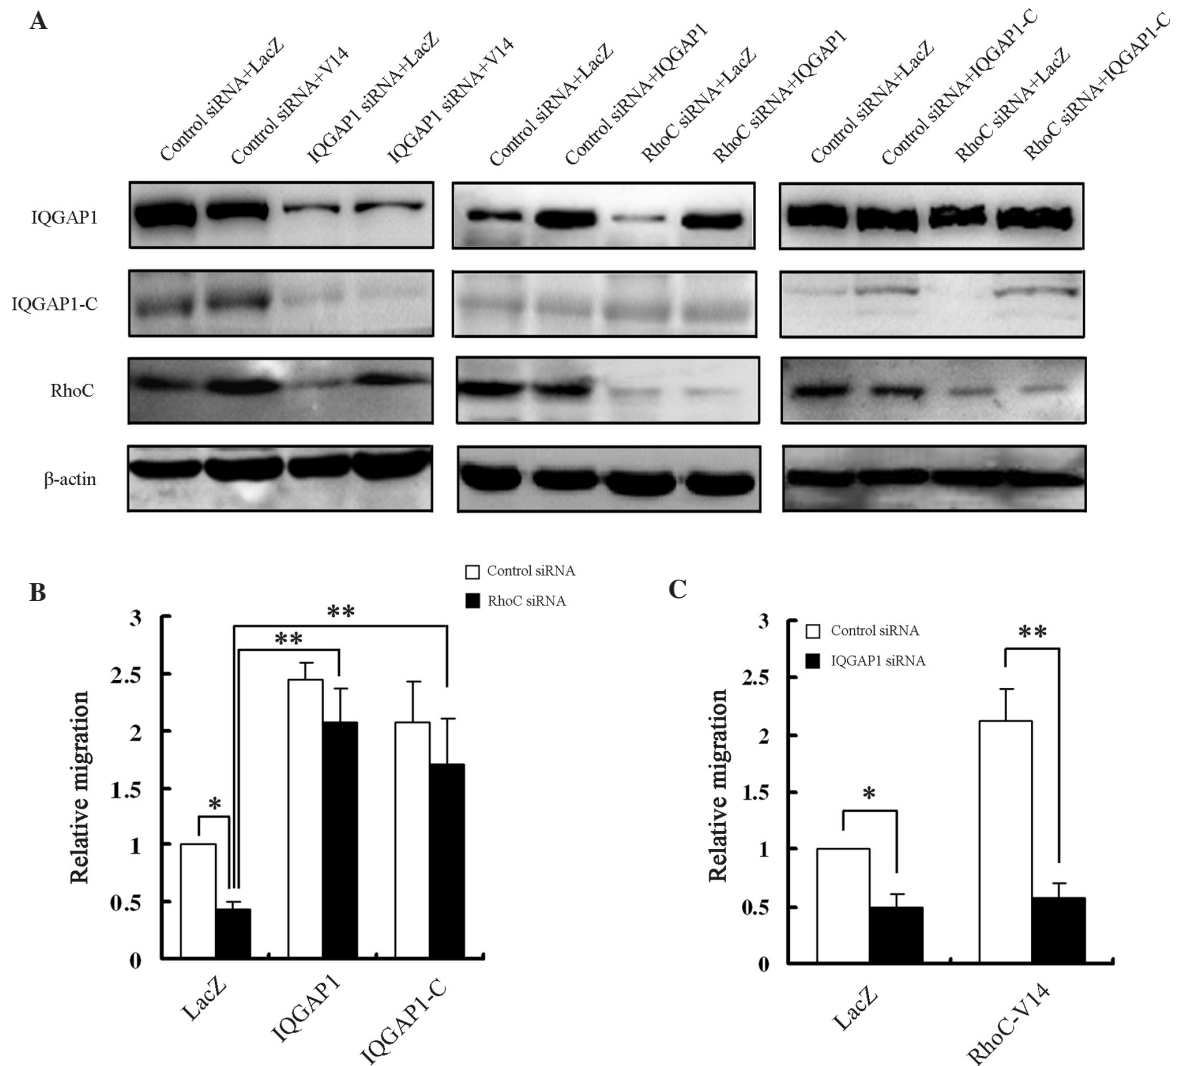 A
Control siRNA+LacZ
Control siRNA+V14
IQGAP1 siRNA+LacZ
IQGAP1 siRNA+V14
Control siRNA+LacZ
Control siRNA+IQGAP1
RhoC siRNA+LacZ
RhoC siRNA+IQGAP1
Control siRNA+LacZ
Control siRNA+IQGAP1-C
RhoC siRNA+LacZ
RhoC siRNA+IQGAP1-C
IQGAP1
IQGAP1-C
RhoC
β-actin
B
Control siRNA
RhoC siRNA
Relative migration
3
2.5
2
1.5
1
0.5
0
*
**
**
LacZ
IQGAP1
IQGAP1-C
C
Control siRNA
IQGAP1 siRNA
Relative migration
3
2.5
2
1.5
1
0.5
0
*
**
LacZ
RhoC-V14